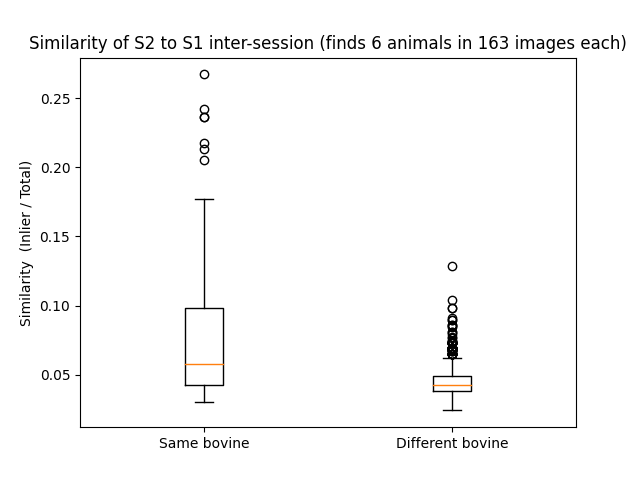 Similarity of S2 to S1 inter-session (finds 6 animals in 163 images each)
Similarity  (Inlier / Total)
0.25
0.20
0.15
0.10
0.05
Same bovine
Different bovine